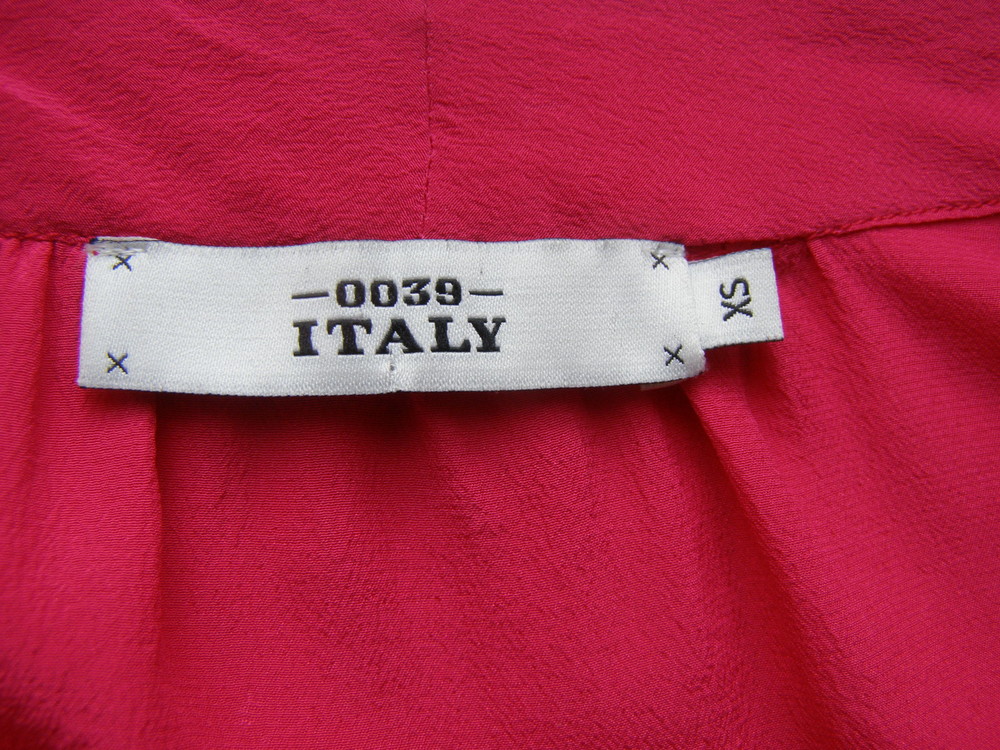 —0039—
ITALY
XS